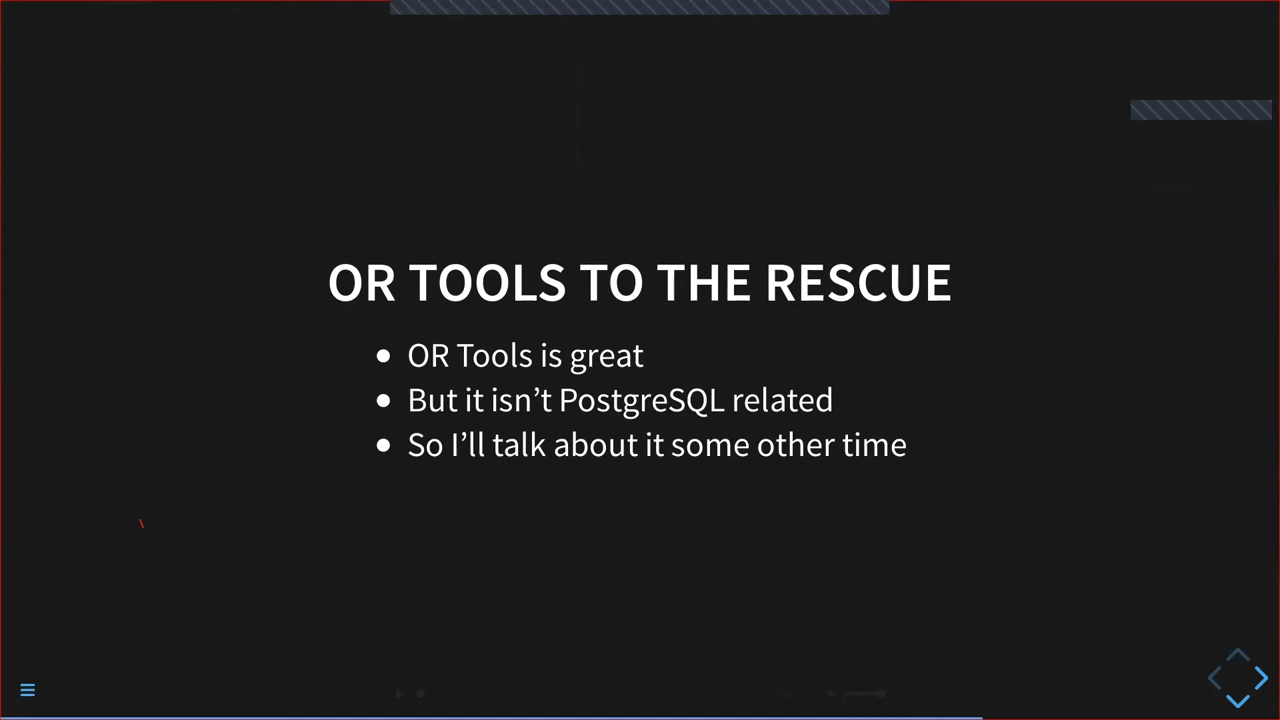 OR TOOLS TO THE RESCUE
OR Tools is great
But it isn’t PostgreSQL related
So I’ll talk about it some other time